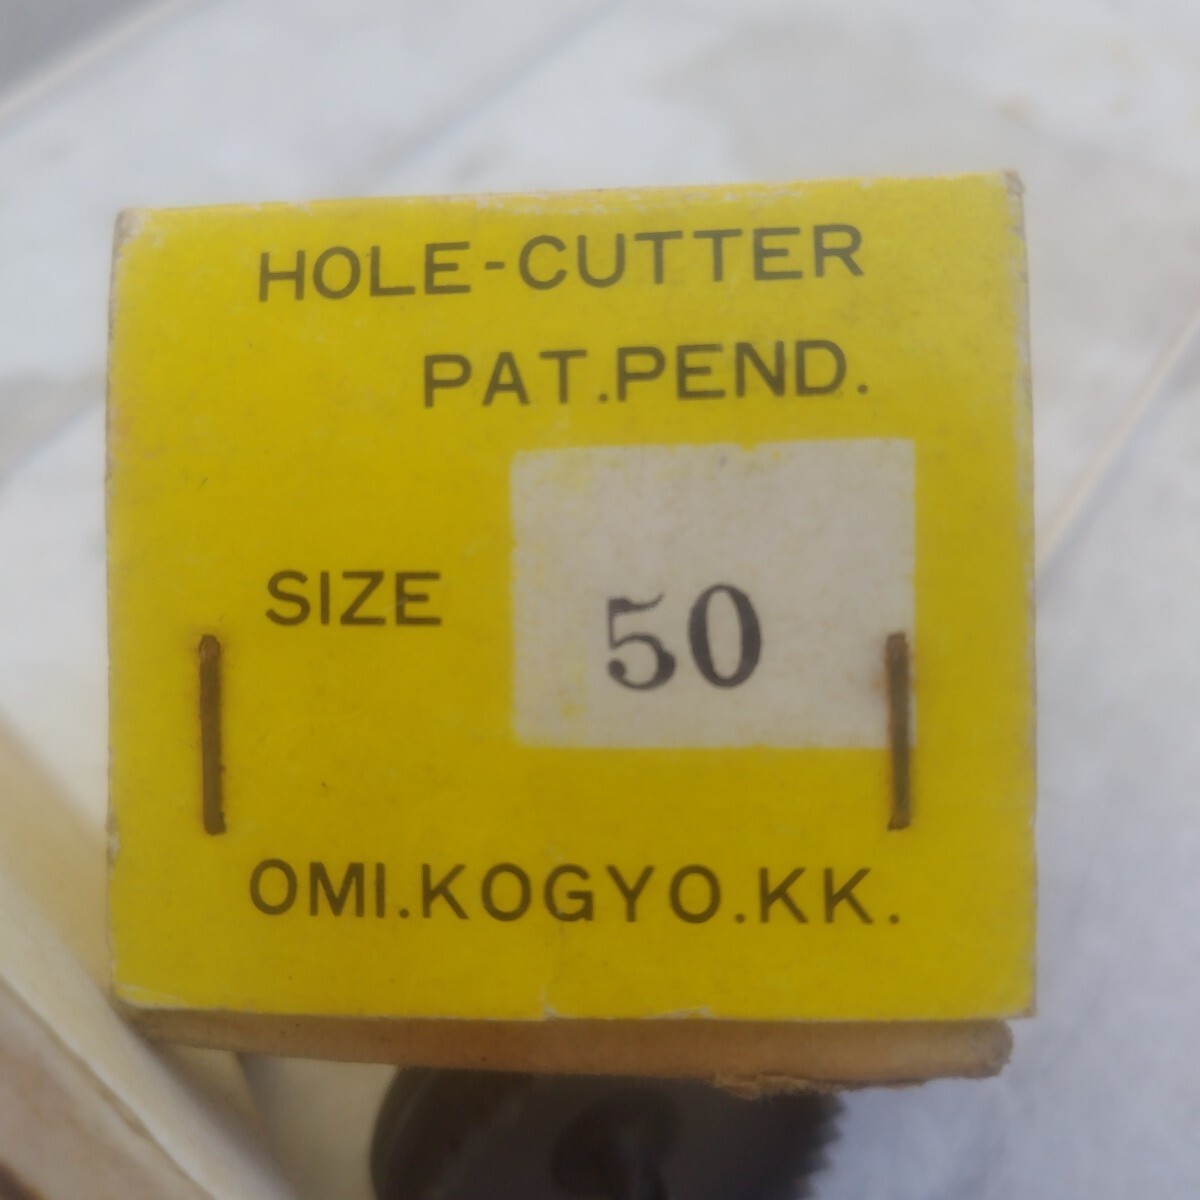 HOLE-CUTTER
PAT.PEND.
SIZE 50
OMI.KOGYO.KK.